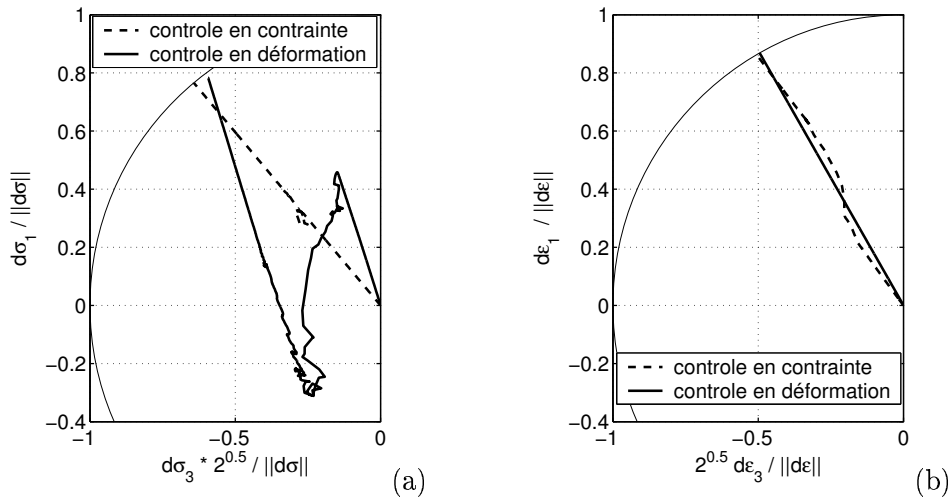 1
0.8
0.6
0.4
0.2
0
−0.2
−0.4
−1
−0.5
0
dσ1 / ||dσ||
dσ3 * 2^0.5 / ||dσ||
controle en contrainte
controle en déformation
(a)
1
0.8
0.6
0.4
0.2
0
−0.2
−0.4
−1
−0.5
0
dε1 / ||dε||
2^0.5 dε3 / ||dε||
controle en contrainte
controle en déformation
(b)